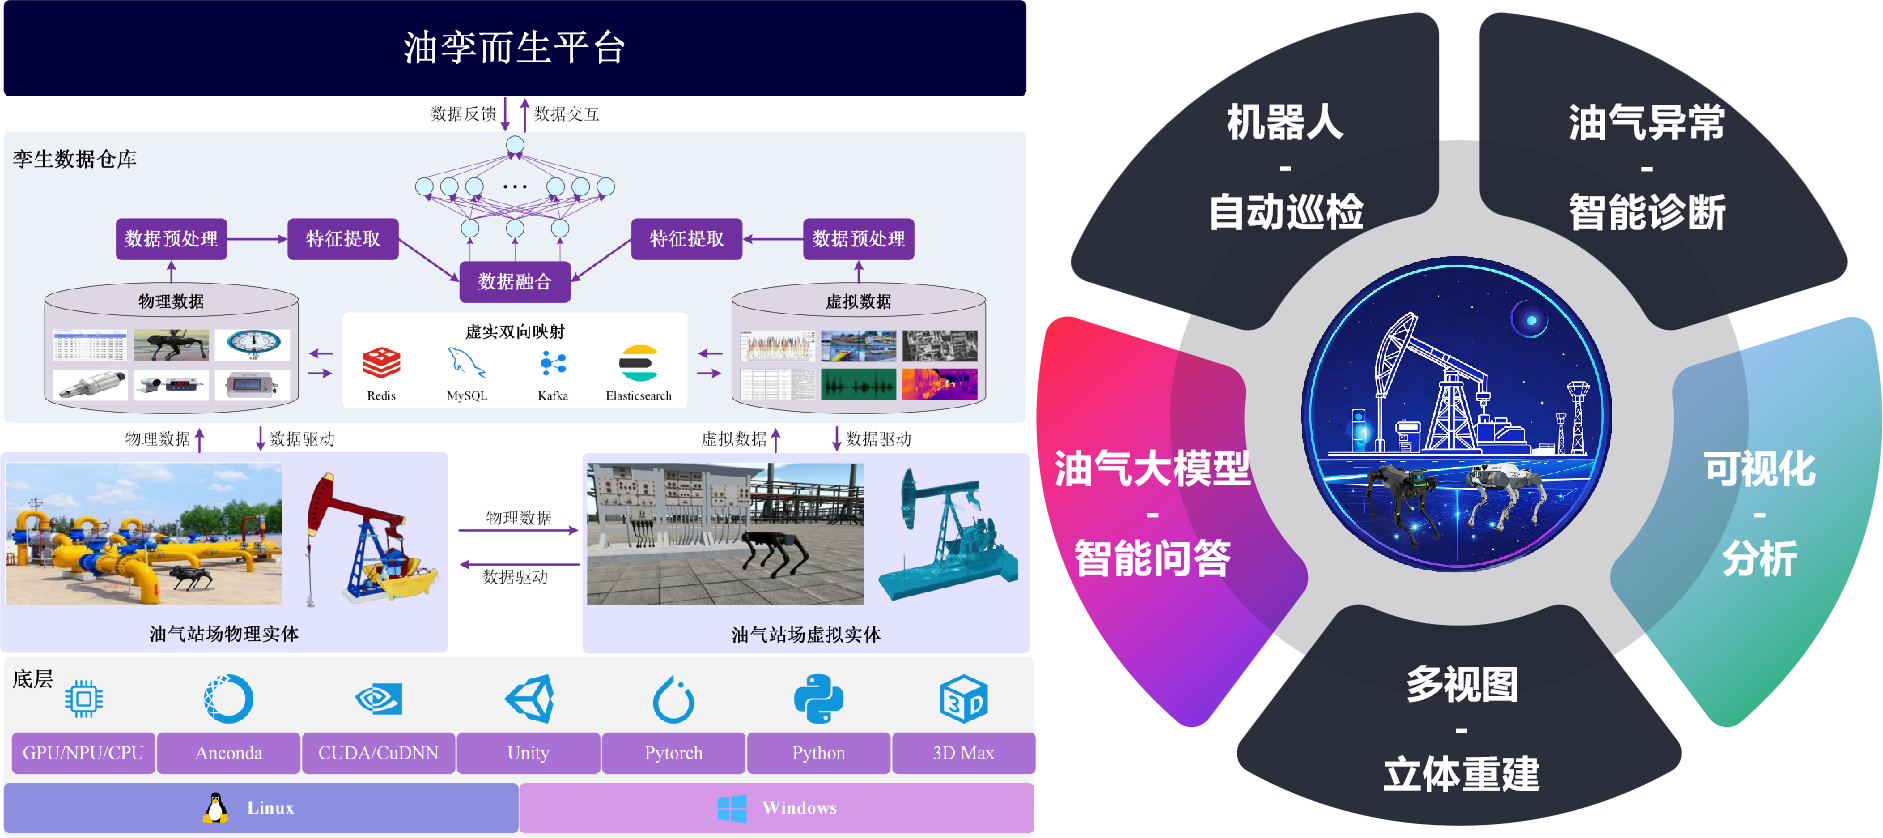 油孪而生平台
数据反馈
数据交互
孪生数据仓库
···
数据预处理
特征提取
特征提取
数据预处理
数据融合
物理数据
虚实双向映射
虚拟数据
Redis
MySQL
Kafka
Elasticsearch
物理数据
数据驱动
虚拟数据
数据驱动
物理数据
数据驱动
油气站场物理实体
油气站场虚拟实体
底层
3D
GPU/NPU/CPU
Anconda
CUDA/CuDNN
Unity
Pytorch
Python
3D Max
Linux
Windows
机器人
-
自动巡检
油气异常
-
智能诊断
油气大模型
-
智能问答
可视化
-
分析
多视图
-
立体重建